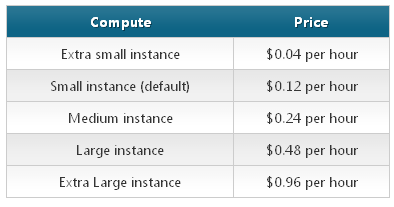 Compute Price
Extra small instance $0.04 per hour
Small instance (default) $0.12 per hour
Medium instance $0.24 per hour
Large instance $0.48 per hour
Extra Large instance $0.96 per hour